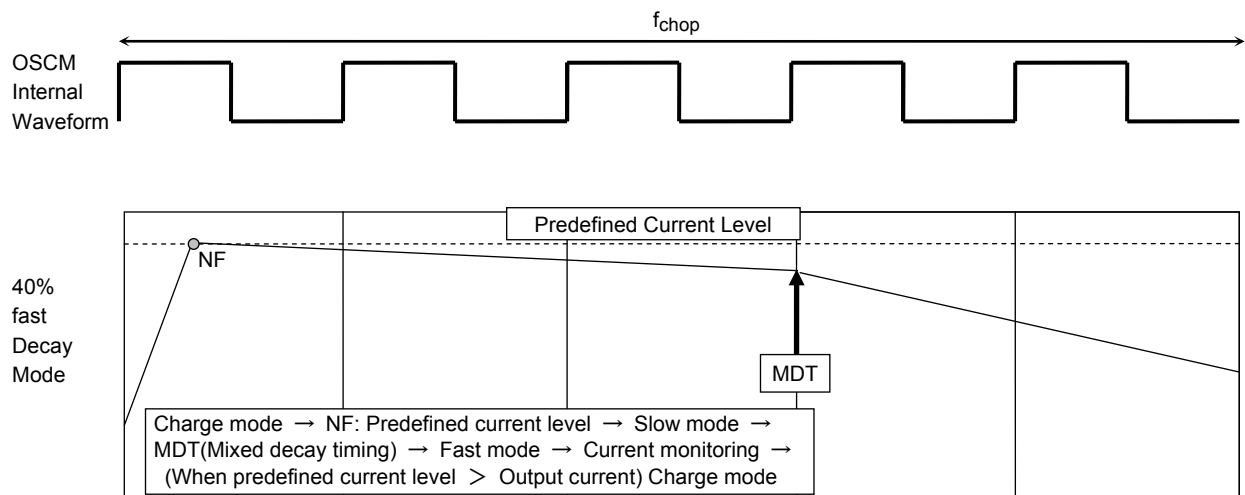 fchop
OSCM
Internal
Waveform
Predefined Current Level
NF
40%
fast
Decay
Mode
MDT
Charge mode → NF: Predefined current level → Slow mode →
MDT(Mixed decay timing) → Fast mode → Current monitoring →
(When predefined current level ＞ Output current) Charge mode